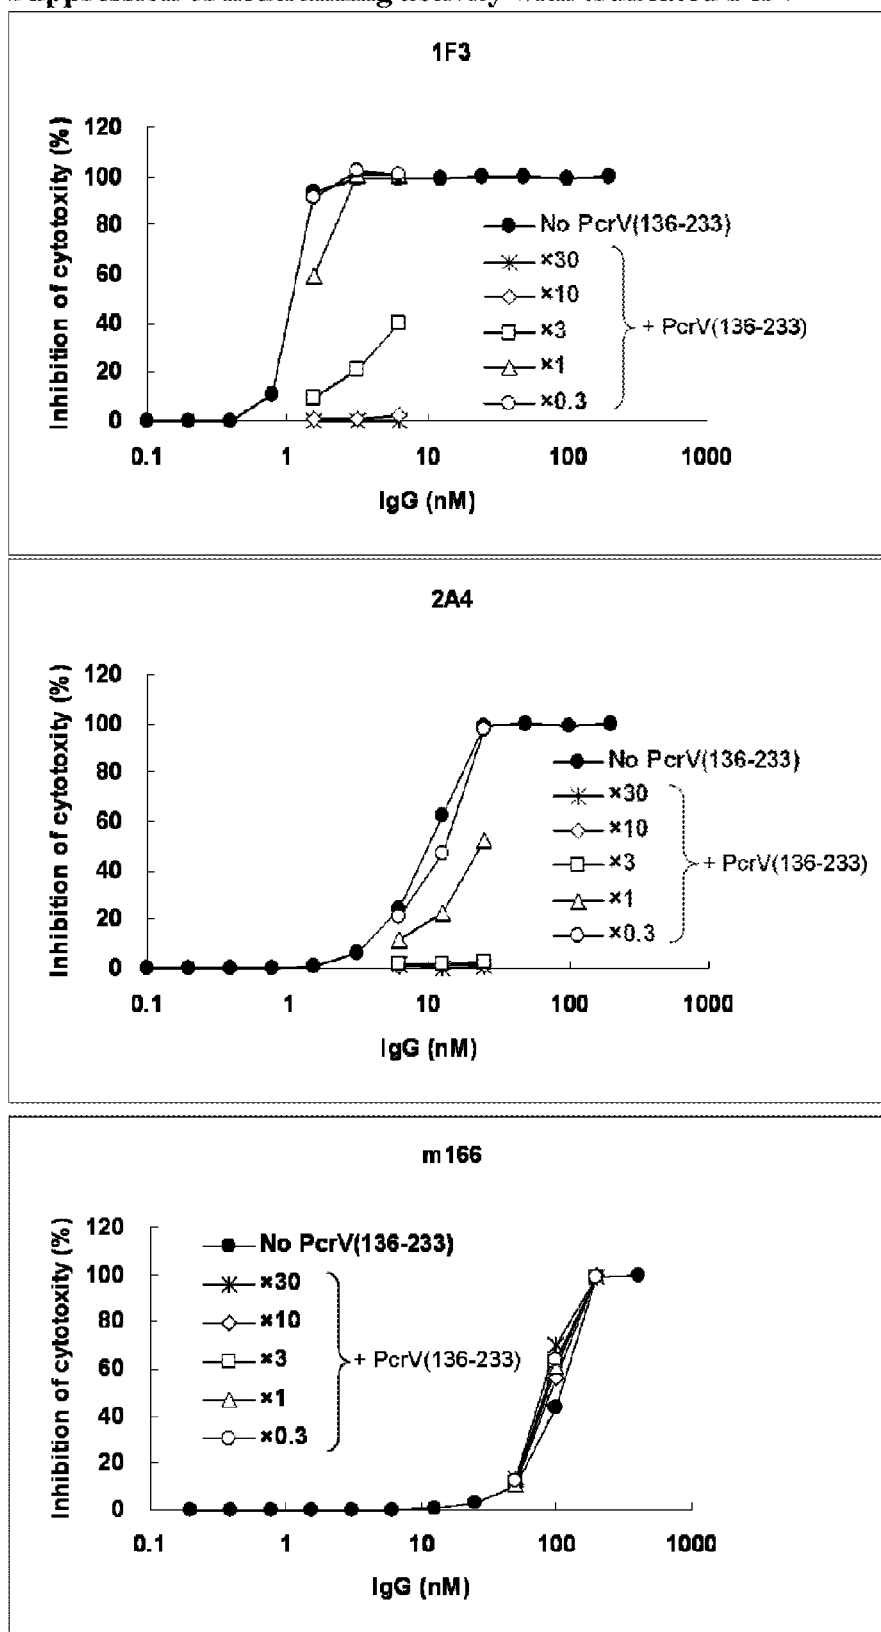 1F3
Inhibition of cytotoxity (%)
120
100
80
60
40
20
0
0.1 1 10 100 1000
IgG (nM)
No PcrV(136-233)
×30
×10
×3
×1
×0.3
+ PcrV(136-233)
2A4
Inhibition of cytotoxity (%)
120
100
80
60
40
20
0
0.1 1 10 100 1000
IgG (nM)
No PcrV(136-233)
×30
×10
×3
×1
×0.3
+ PcrV(136-233)
m166
Inhibition of cytotoxity (%)
120
100
80
60
40
20
0
0.1 1 10 100 1000
IgG (nM)
No PcrV(136-233)
×30
×10
×3
×1
×0.3
+ PcrV(136-233)